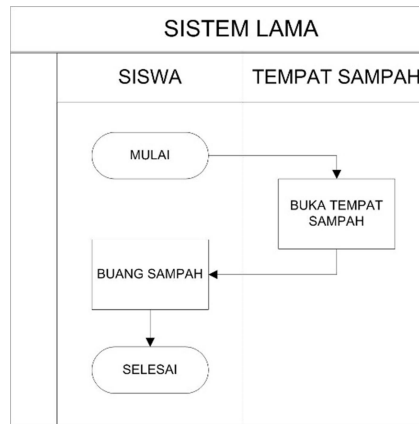 SISTEM LAMA
SISWA
TEMPAT SAMPAH
MULAI
BUKA TEMPAT
SAMPAH
BUANG SAMPAH
SELESAI